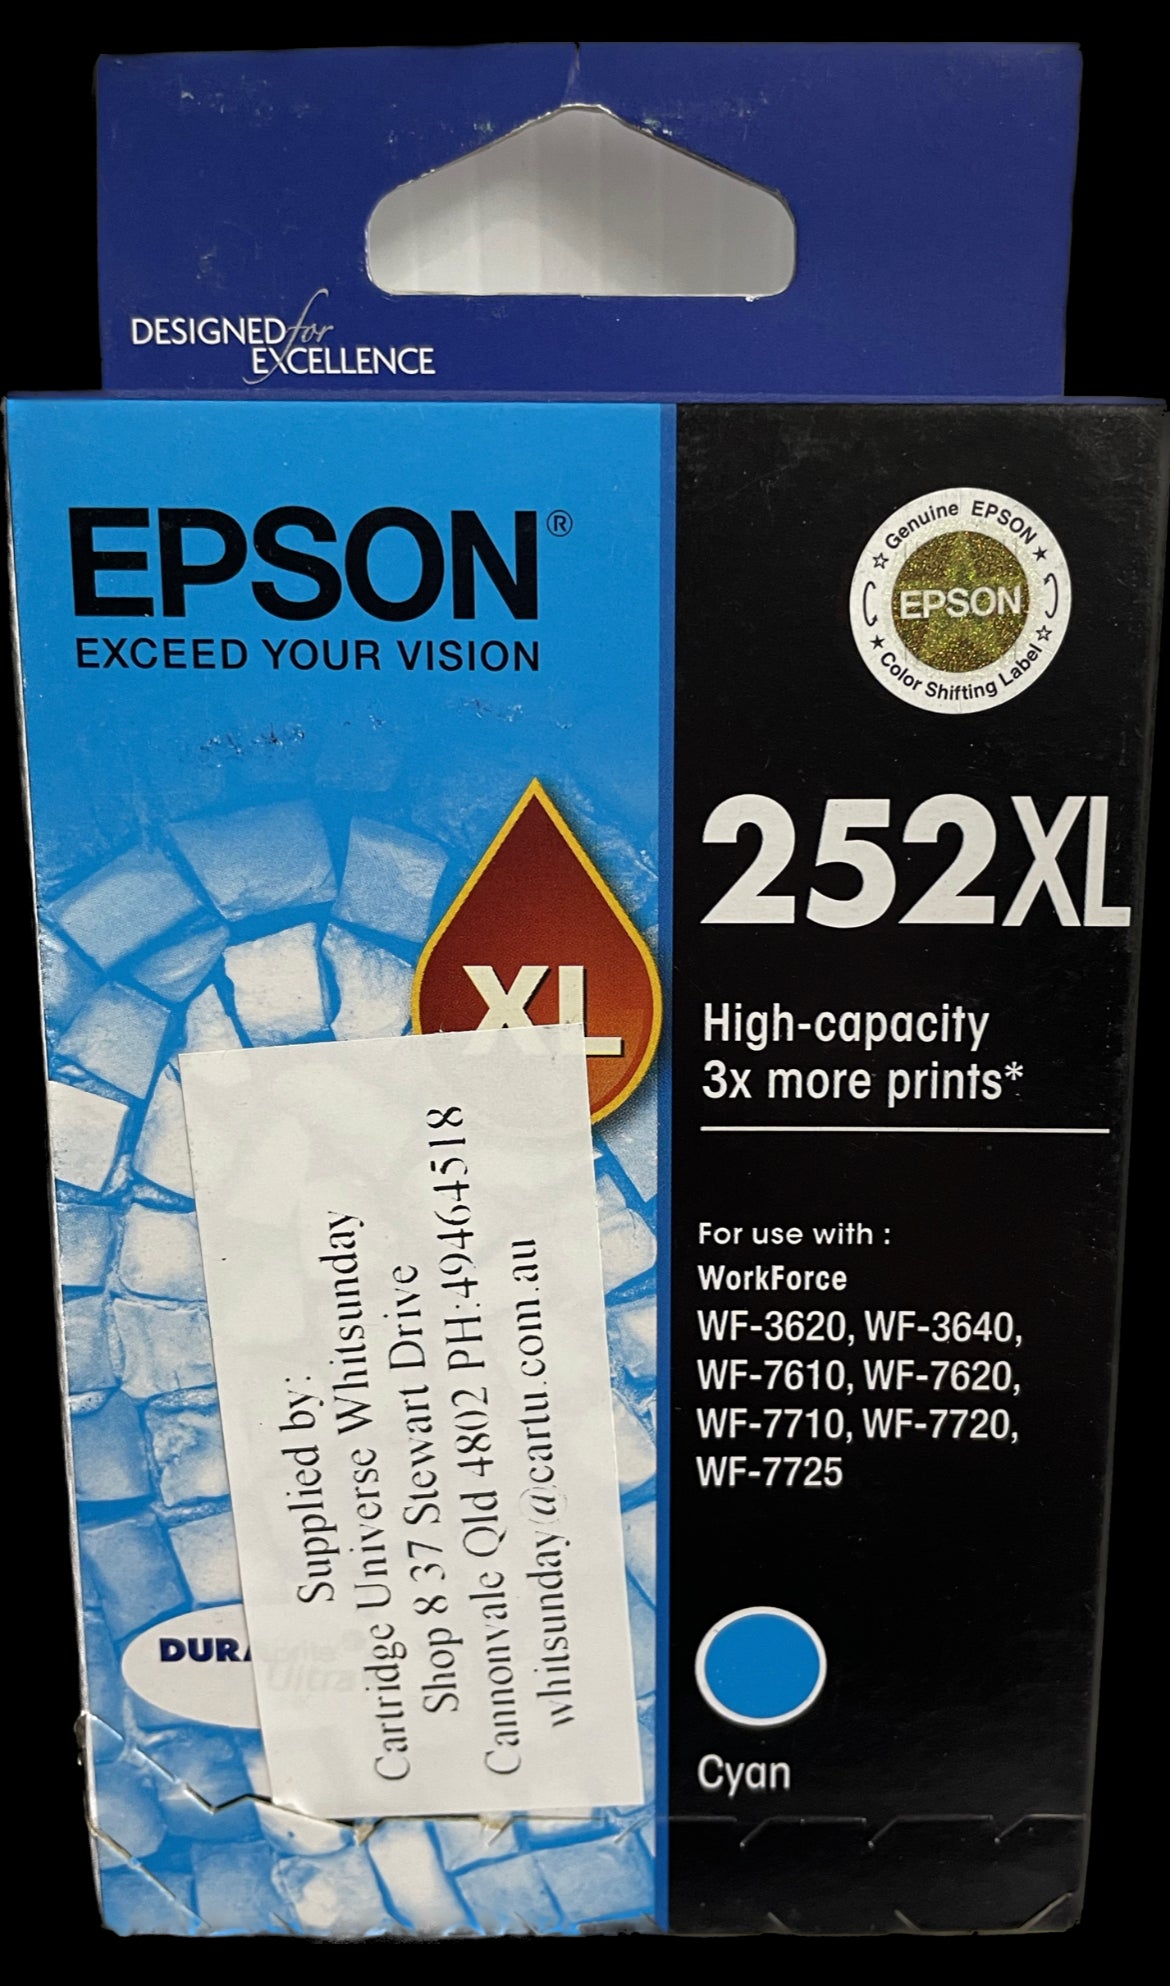 DESIGNED for
EXCELLENCE
EPSON®
EXCEED YOUR VISION
Genuine EPSON
EPSON
Color Shifting Label
252XL
XL
High-capacity
3x more prints*
For use with :
WorkForce
WF-3620, WF-3640,
WF-7610, WF-7620,
WF-7710, WF-7720,
WF-7725
Supplied by:
Cartridge Universe Whitsunday
Shop 8 37 Stewart Drive
Cannonvale Qld 4802 PH:49464518
whitsunday@cartu.com.au
DURABrite®
Ultra
Cyan